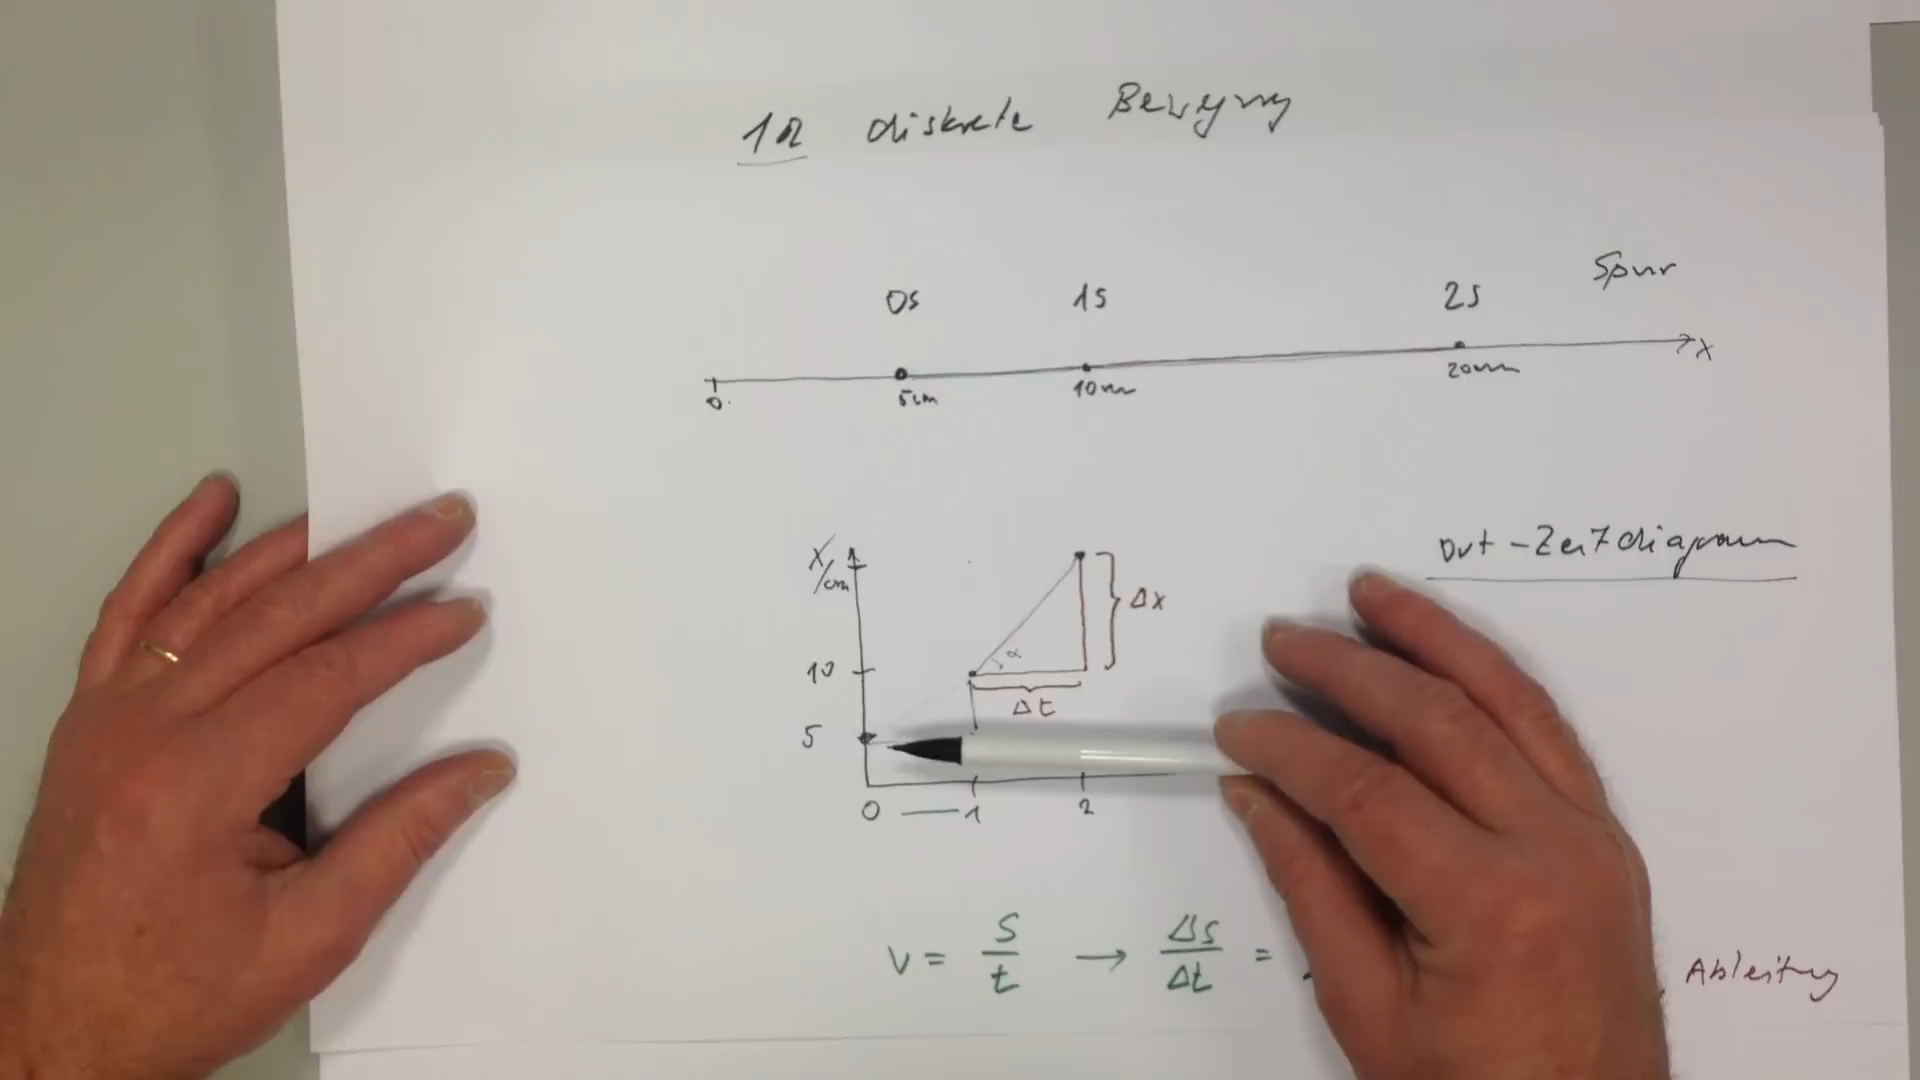 1D diskrete Bewegung
Spur
0s 1s 2s
x
0 5cm 10cm 20cm
Ort-Zeitdiagramm
x/cm
Δx
α
10
Δt
5
0 1 2
v = s/t → Δs/Δt =
Ableitung